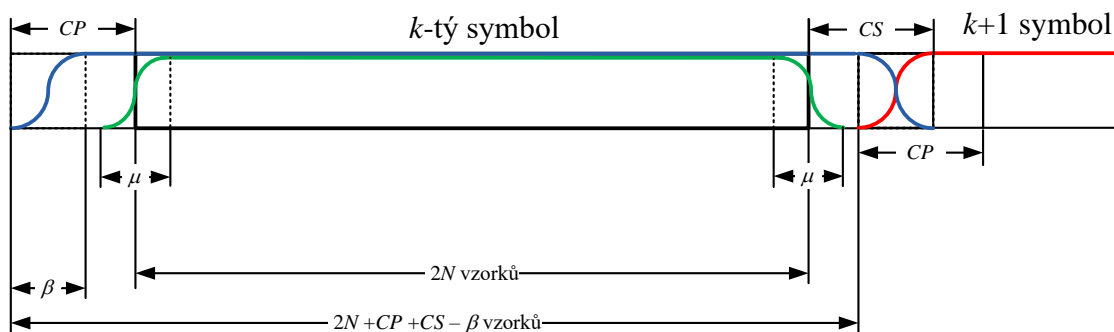 CP
k-tý symbol
CS
k+1 symbol
CP
μ
μ
2N vzorků
β
2N +CP +CS – β vzorků